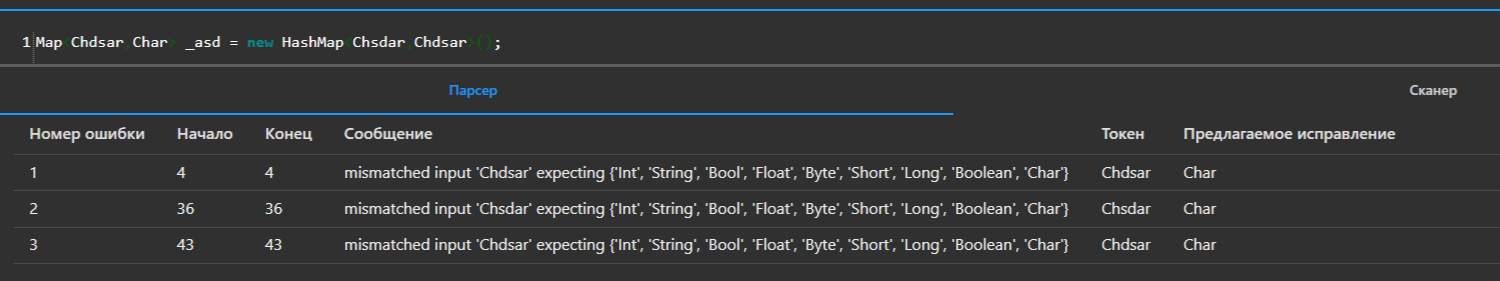 1 Map<Chdsar,Char> _asd = new HashMap<Chsdar,Chdsar>();
Парсер Сканер
Номер ошибки Начало Конец Сообщение Токен Предлагаемое исправление
1 4 4 mismatched input 'Chdsar' expecting {'Int', 'String', 'Bool', 'Float', 'Byte', 'Short', 'Long', 'Boolean', 'Char'} Chdsar Char
2 36 36 mismatched input 'Chsdar' expecting {'Int', 'String', 'Bool', 'Float', 'Byte', 'Short', 'Long', 'Boolean', 'Char'} Chsdar Char
3 43 43 mismatched input 'Chdsar' expecting {'Int', 'String', 'Bool', 'Float', 'Byte', 'Short', 'Long', 'Boolean', 'Char'} Chdsar Char